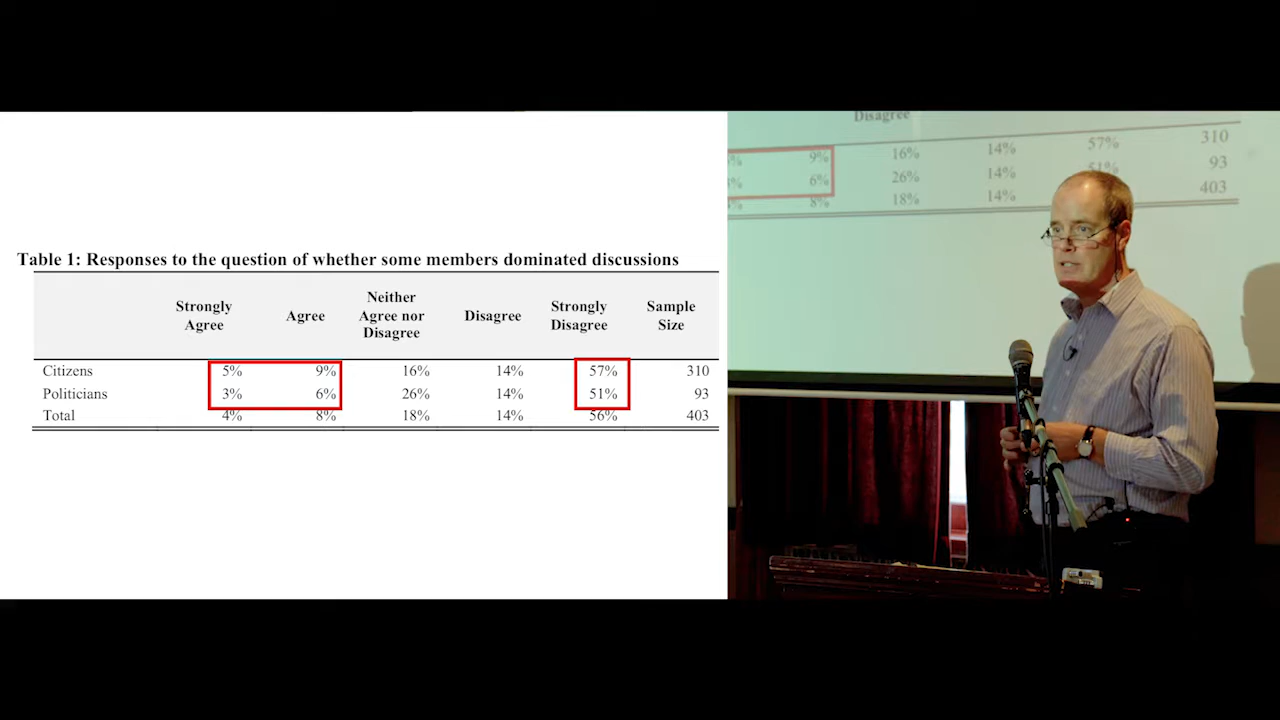 Table 1: Responses to the question of whether some members dominated discussions
Strongly Agree Agree Neither Agree nor Disagree Disagree Strongly Disagree Sample Size
Citizens 5% 9% 16% 14% 57% 310
Politicians 3% 6% 26% 14% 51% 93
Total 4% 8% 18% 14% 56% 403
Disagree
9% 16% 14% 57% 310
6% 26% 14% 51% 93
8% 18% 14% 403